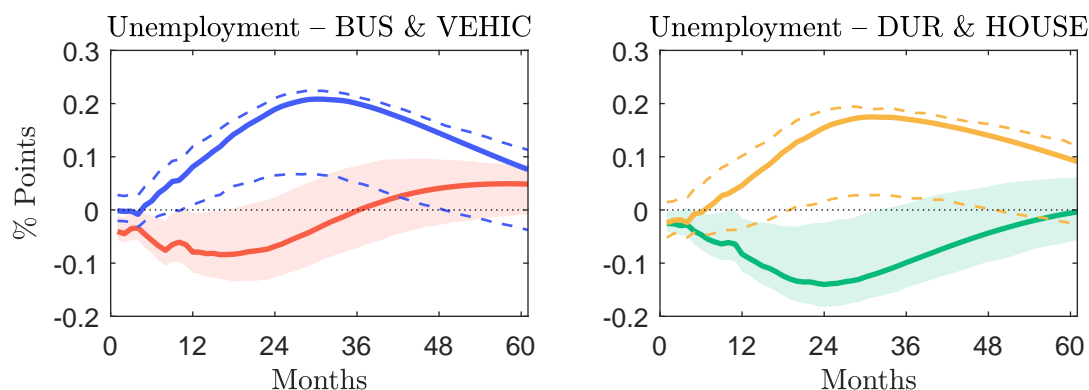 Unemployment – BUS & VEHIC
0.3
0.2
0.1
0
-0.1
-0.2
% Points
0 12 24 36 48 60
Months
Unemployment – DUR & HOUSE
0.3
0.2
0.1
0
-0.1
-0.2
0 12 24 36 48 60
Months